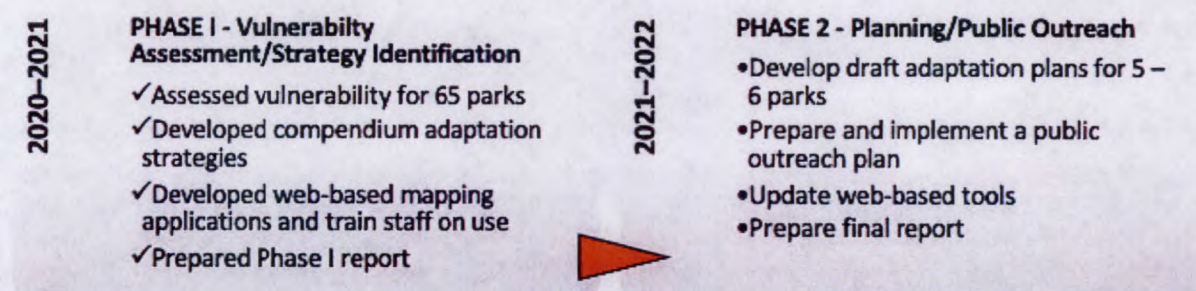 2020–2021
PHASE I - Vulnerabilty
Assessment/Strategy Identification
✓Assessed vulnerability for 65 parks
✓Developed compendium adaptation
strategies
✓Developed web-based mapping
applications and train staff on use
✓Prepared Phase I report
2021–2022
PHASE 2 - Planning/Public Outreach
•Develop draft adaptation plans for 5 –
6 parks
•Prepare and implement a public
outreach plan
•Update web-based tools
•Prepare final report